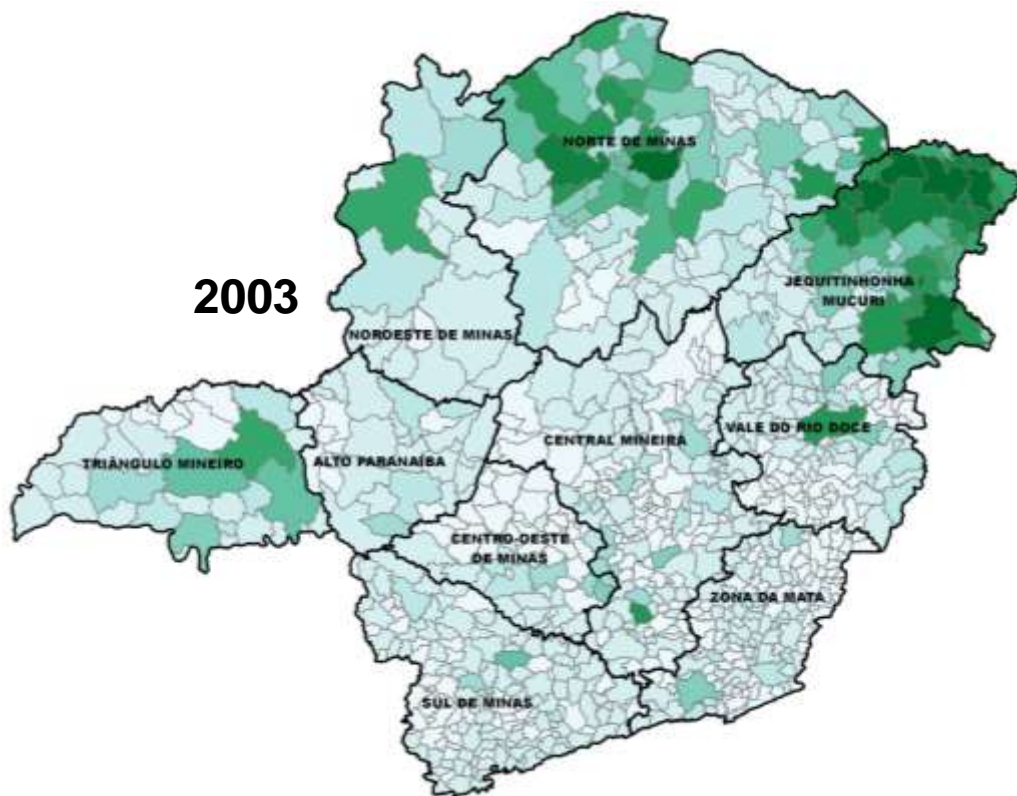 NORTE DE MINAS
2003
JEQUITINHONHA /
MUCURI
NOROESTE DE MINAS
VALE DO RIO DOCE
CENTRAL MINEIRA
TRIÂNGULO MINEIRO
ALTO PARANAÍBA
CENTRO-OESTE
DE MINAS
ZONA DA MATA
SUL DE MINAS